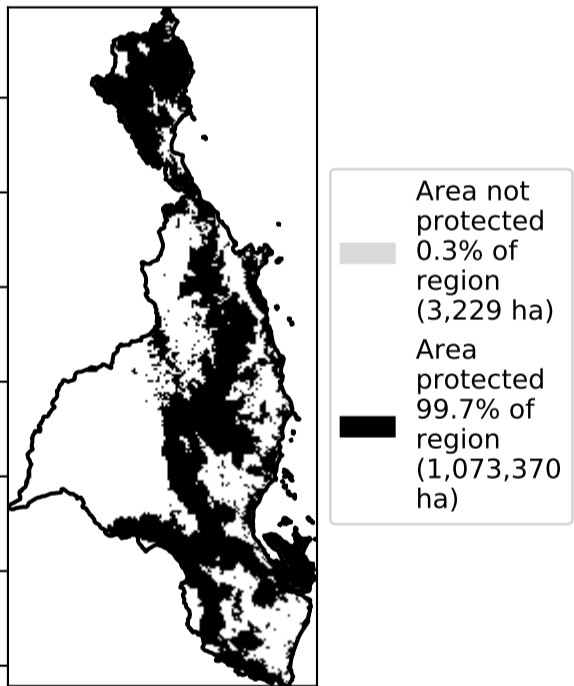 Area not
protected
0.3% of
region
(3,229 ha)
Area
protected
99.7% of
region
(1,073,370
ha)